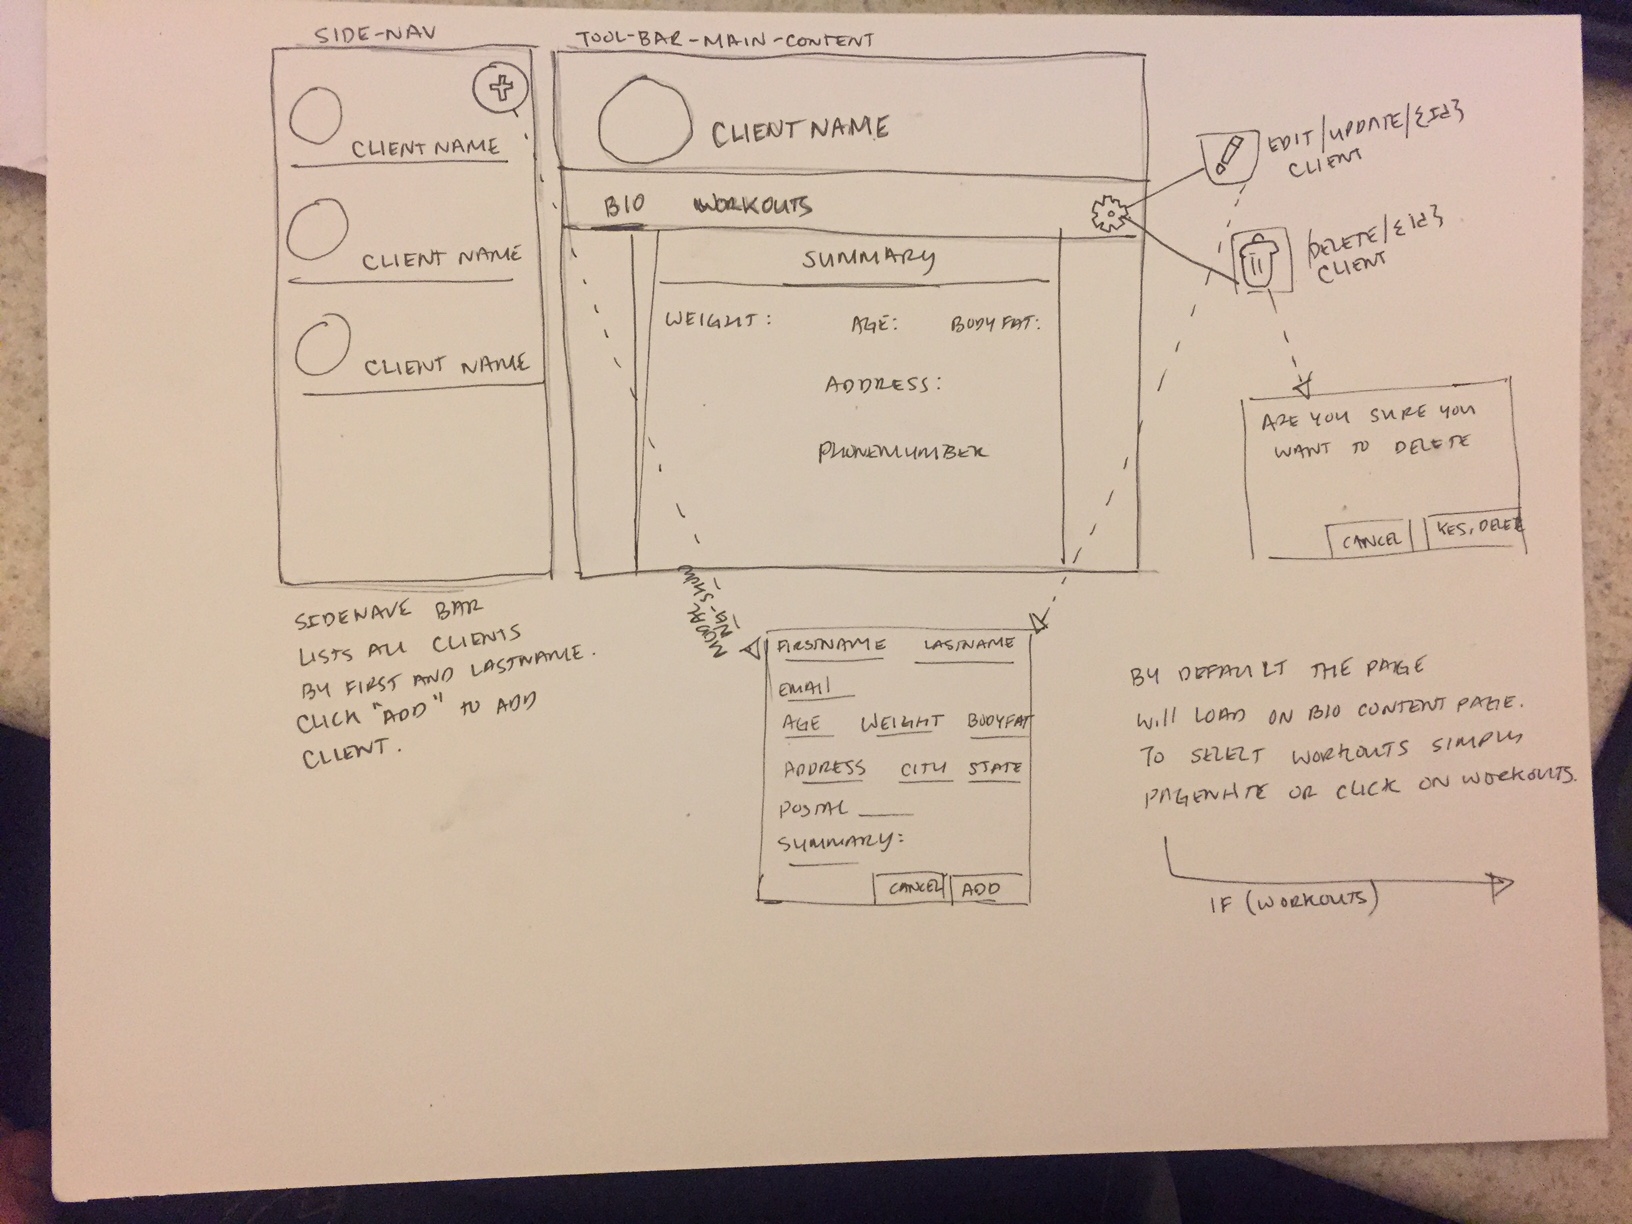 SIDE-NAV
CLIENT NAME
CLIENT NAME
CLIENT NAME
SIDENAVE BAR
LISTS ALL CLIENTS
BY FIRST AND LASTNAME.
CLICK "ADD" TO ADD
CLIENT.
TOOL-BAR-MAIN-CONTENT
CLIENT NAME
BIO WORKOUTS
SUMMARY
WEIGHT: AGE: BODYFAT:
ADDRESS:
PHONENUMBER
EDIT/UPDATE/{Id}
CLIENT
DELETE/{id}
CLIENT
ARE YOU SURE YOU
WANT TO DELETE
CANCEL YES, DELETE
SHOWS
MODAL
FIRSTNAME LASTNAME
EMAIL
AGE WEIGHT BODYFAT
ADDRESS CITY STATE
POSTAL
SUMMARY:
CANCEL ADD
BY DEFAULT THE PAGE
WILL LOAD ON BIO CONTENT PAGE.
TO SELECT WORKOUTS SIMPLY
PAGENATE OR CLICK ON WORKOUTS.
IF (WORKOUTS)